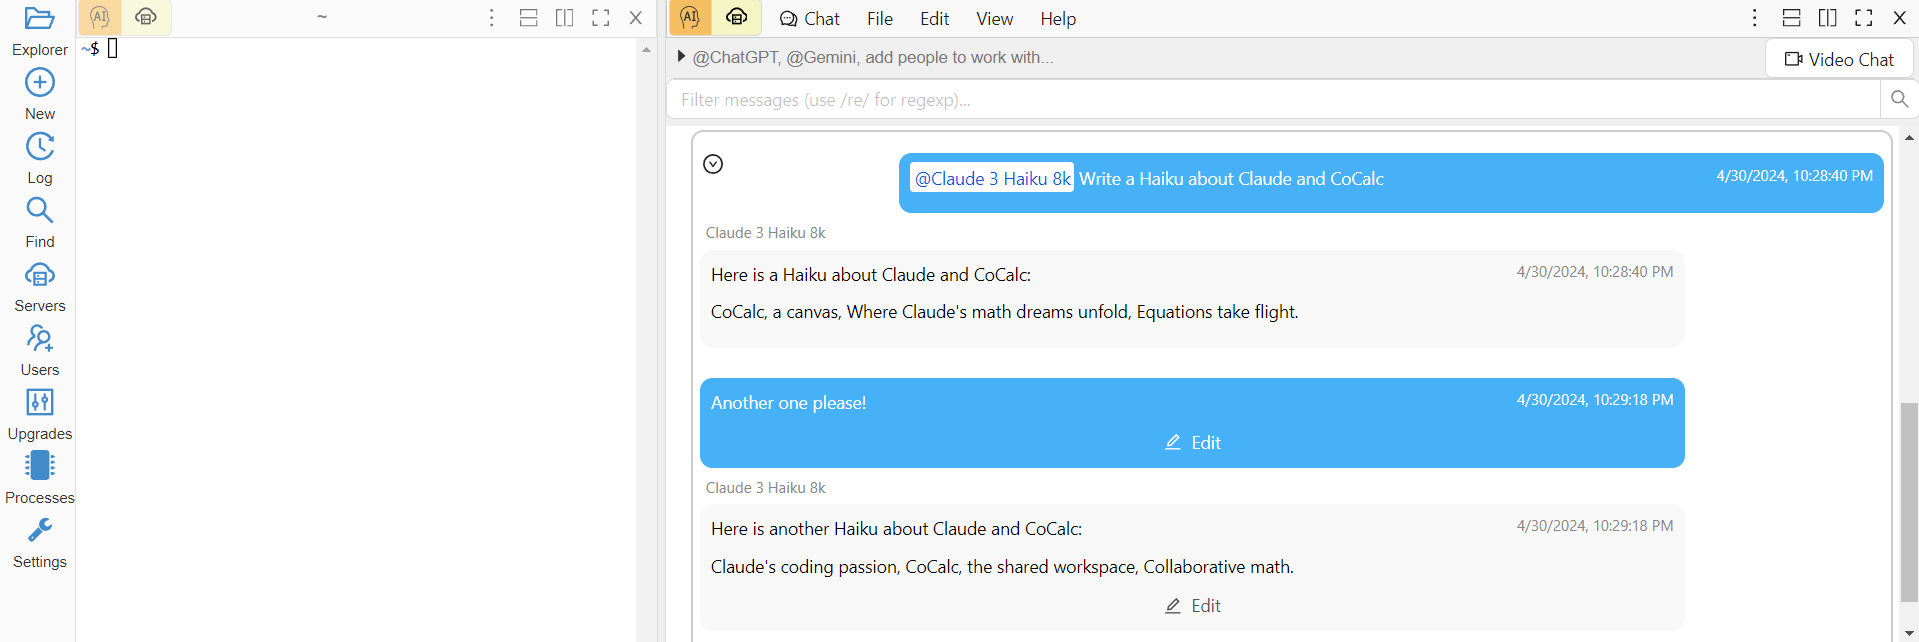 Explorer
New
Log
Find
Servers
Users
Upgrades
Processes
Settings
AI
~
~$
AI
Chat File Edit View Help
@ChatGPT, @Gemini, add people to work with...
Video Chat
Filter messages (use /re/ for regexp)...
@Claude 3 Haiku 8k Write a Haiku about Claude and CoCalc 4/30/2024, 10:28:40 PM
Claude 3 Haiku 8k
Here is a Haiku about Claude and CoCalc: 4/30/2024, 10:28:40 PM
CoCalc, a canvas, Where Claude's math dreams unfold, Equations take flight.
Another one please! 4/30/2024, 10:29:18 PM
Edit
Claude 3 Haiku 8k
Here is another Haiku about Claude and CoCalc: 4/30/2024, 10:29:18 PM
Claude's coding passion, CoCalc, the shared workspace, Collaborative math.
Edit